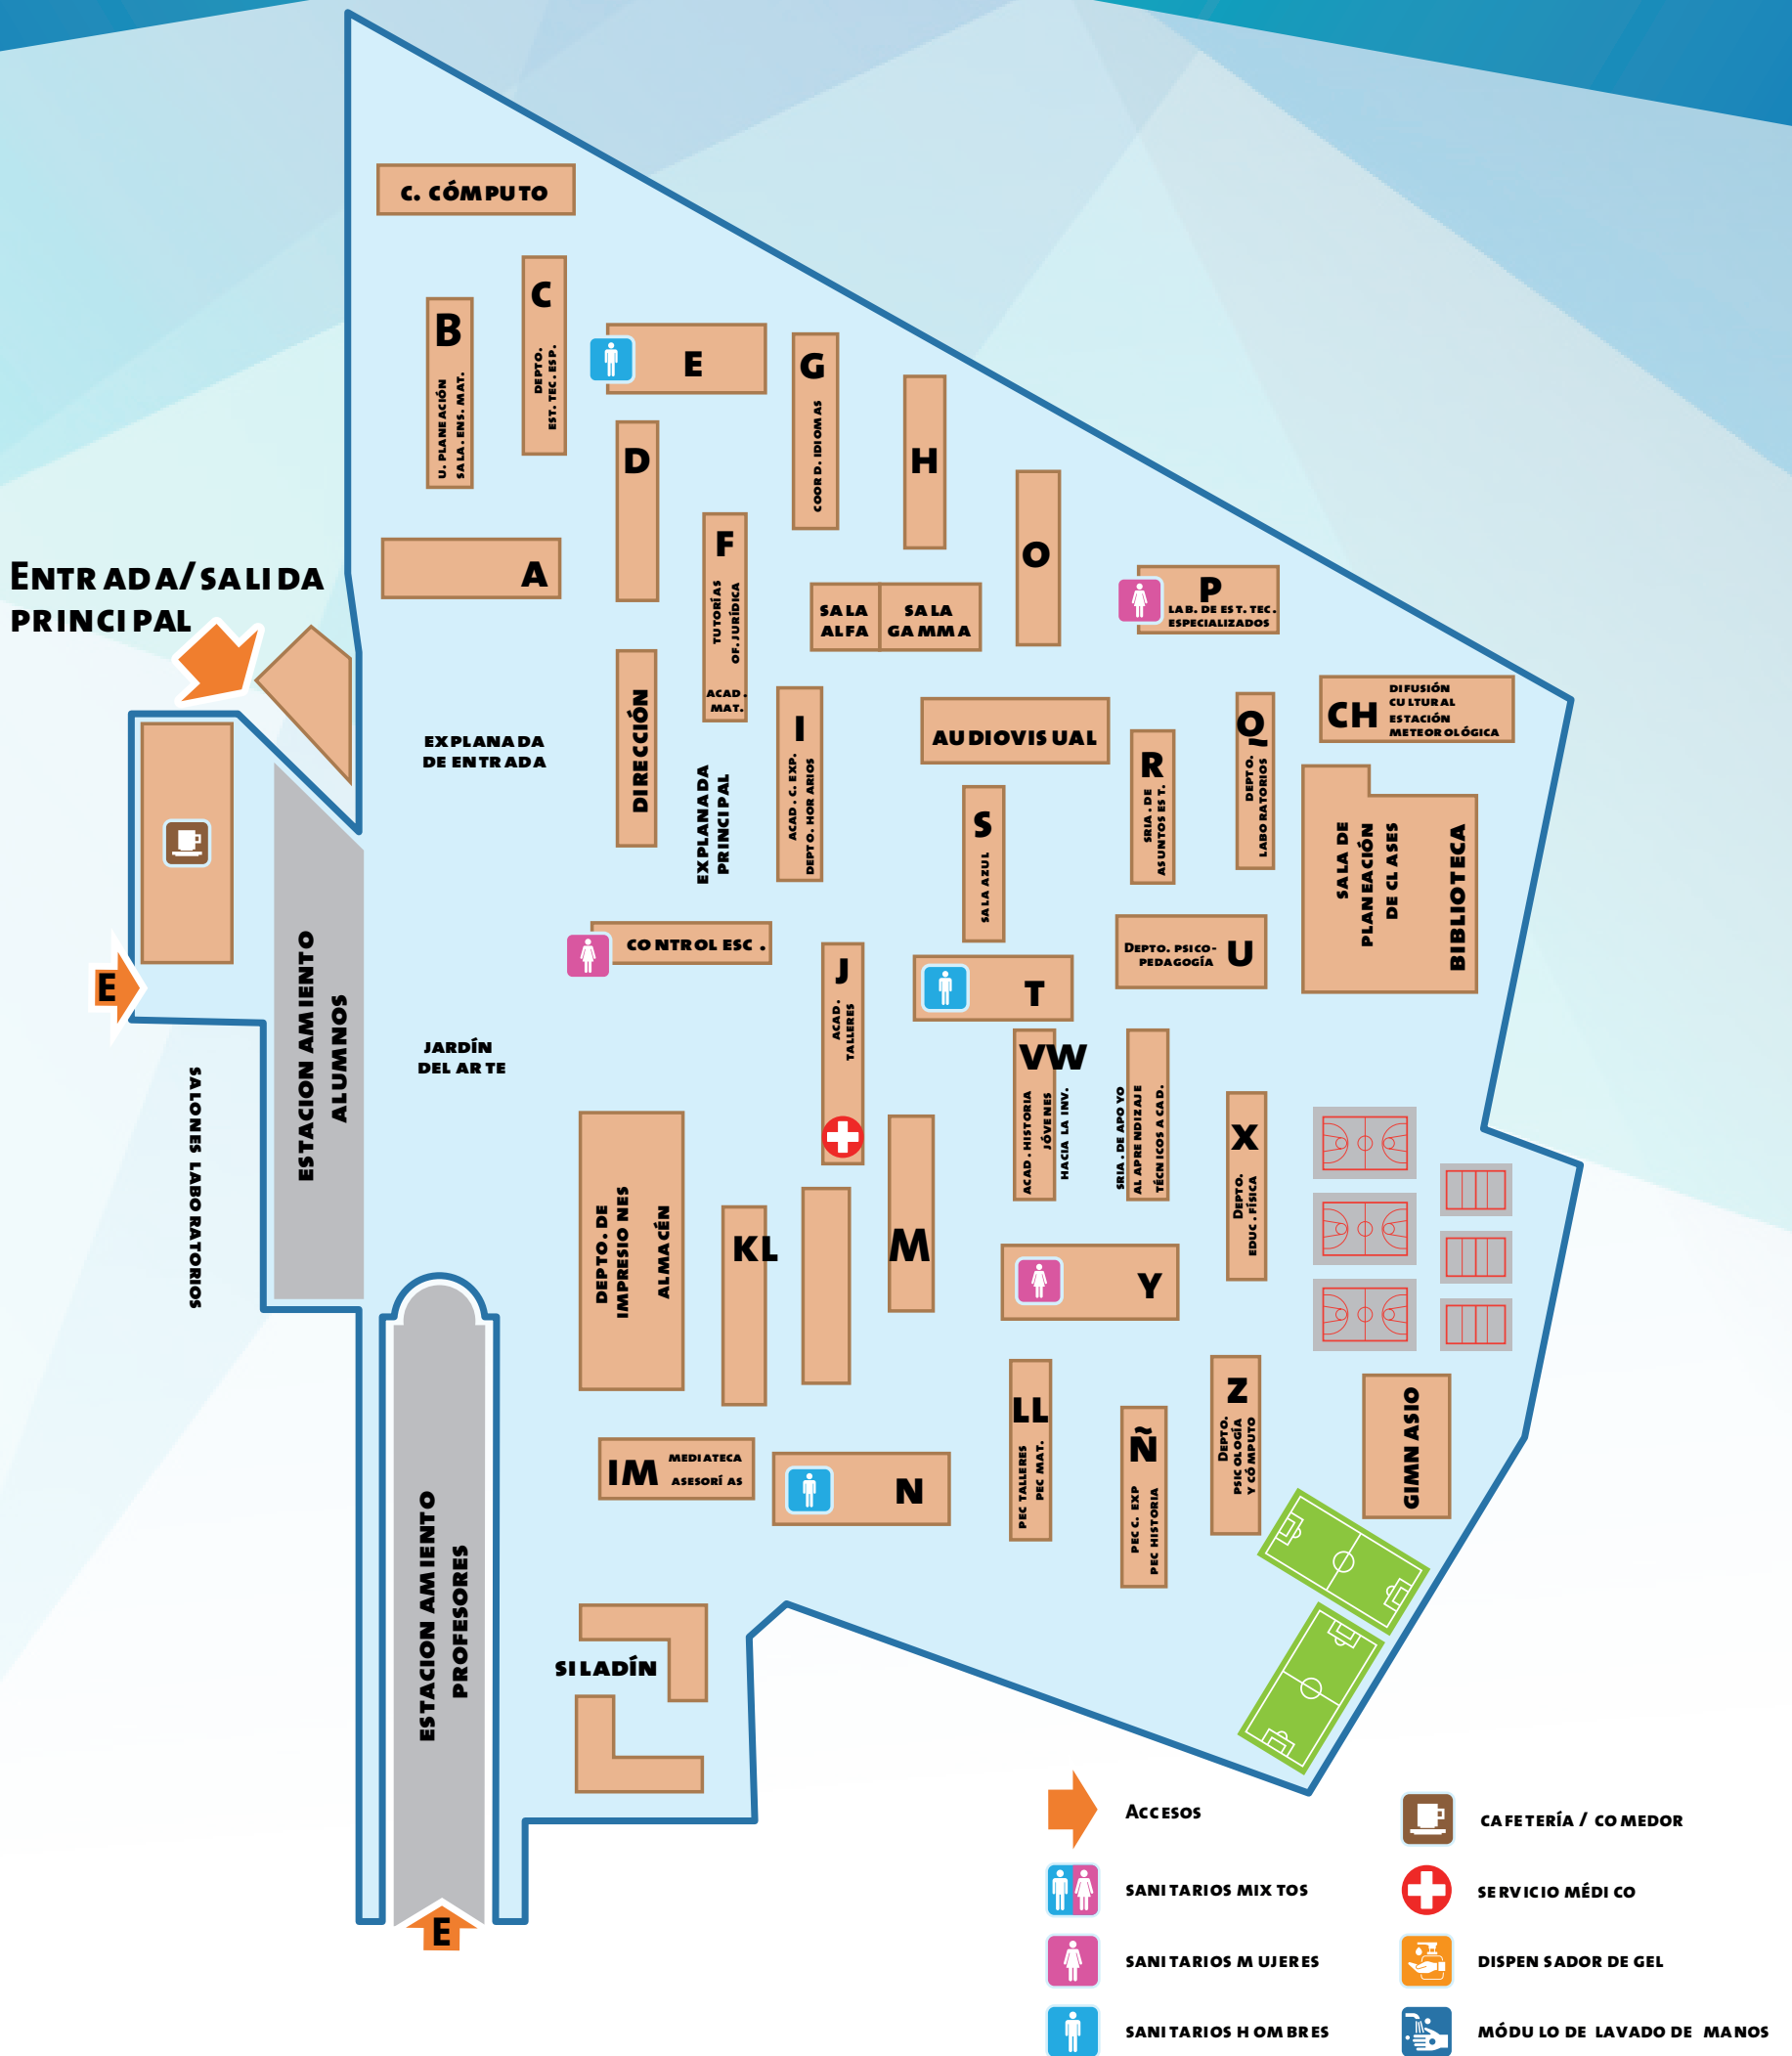 C. CÓMPUTO
C
DEPTO.
EST. TEC. ESP.
B
U. PLANEACIÓN
SALA. ENS. MAT.
E
G
COORD. IDIOMAS
H
D
O
F
TUTORÍAS
OF. JURÍDICA
ACAD.
MAT.
A
ENTRADA/SALIDA
PRINCIPAL
SALA
ALFA
SALA
GAMMA
P
LAB. DE EST. TEC.
ESPECIALIZADOS
DIRECCIÓN
EXPLANADA
DE ENTRADA
EXPLANADA
PRINCIPAL
I
ACAD. C. EXP.
DEPTO. HORARIOS
AUDIOVISUAL
R
SRIA. DE
ASUNTOS EST.
Q
DEPTO.
LABORATORIOS
CH
DIFUSIÓN
CULTURAL
ESTACIÓN
METEOROLÓGICA
S
SALA AZUL
SALA DE
PLANEACIÓN
DE CLASES
BIBLIOTECA
CONTROL ESC.
J
ACAD.
TALLERES
T
DEPTO. PSICO-
PEDAGOGÍA
U
E
ESTACIONAMIENTO
ALUMNOS
JARDÍN
DEL ARTE
SALONES LABORATORIOS
VW
ACAD. HISTORIA
JÓVENES
HACIA LA INV.
SRIA. DE APOYO
AL APRENDIZAJE
TÉCNICOS ACAD.
X
DEPTO.
EDUC. FÍSICA
DEPTO. DE
IMPRESIONES
ALMACÉN
KL
M
Y
LL
PEC TALLERES
PEC MAT.
Ñ
PEC C. EXP
PEC HISTORIA
Z
DEPTO.
PSICOLOGÍA
Y CÓMPUTO
GIMNASIO
IM
MEDIATECA
ASESORÍAS
N
ESTACIONAMIENTO
PROFESORES
SILADÍN
E
ACCESOS
SANITARIOS MIXTOS
SANITARIOS MUJERES
SANITARIOS HOMBRES
CAFETERÍA / COMEDOR
SERVICIO MÉDICO
DISPENSADOR DE GEL
MÓDULO DE LAVADO DE MANOS